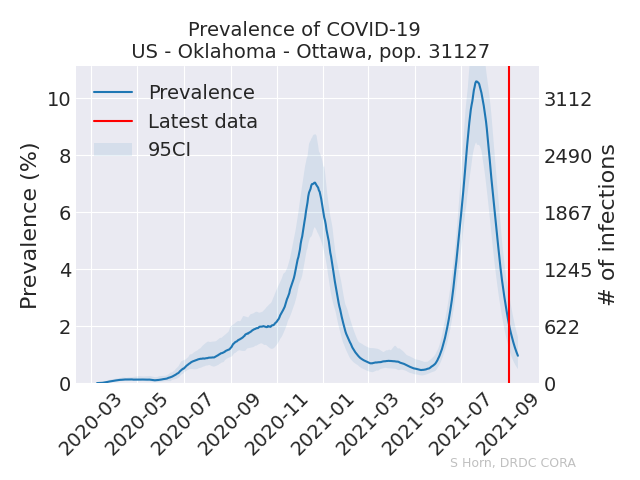 Prevalence of COVID-19
US - Oklahoma - Ottawa, pop. 31127
Prevalence
Latest data
95CI
Prevalence (%)
10
8
6
4
2
0
# of infections
3112
2490
1867
1245
622
0
2020-03
2020-05
2020-07
2020-09
2020-11
2021-01
2021-03
2021-05
2021-07
2021-09
S Horn, DRDC CORA